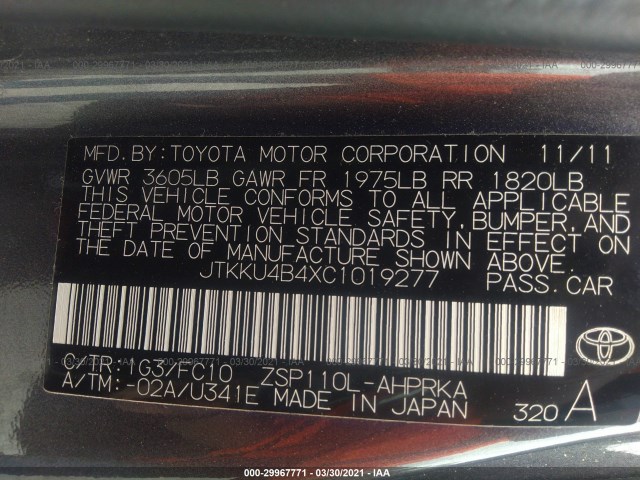 MFD.BY:TOYOTA MOTOR CORPORATION 11/11
GVWR 3605LB GAWR FR 1975LB RR 1820LB
THIS VEHICLE CONFORMS TO ALL APPLICABLE
FEDERAL MOTOR VEHICLE SAFETY,BUMPER,AND
THEFT PREVENTION STANDARDS IN EFFECT ON
THE DATE OF MANUFACTURE SHOWN ABOVE.
JTKKU4B4XC1019277 PASS.CAR
C/TR:1G3/FC10 ZSP110L-AHPRKA
A/TM:-02A/U341E MADE IN JAPAN 320A
TOYOTA
000-29967771 | 03/30/2021 - IAA